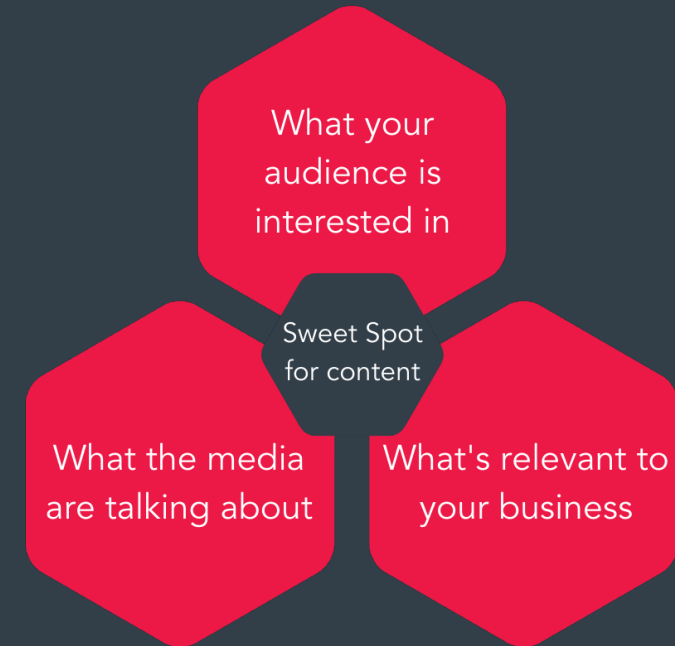 What your
audience is
interested in
Sweet Spot
for content
What the media
are talking about
What's relevant to
your business